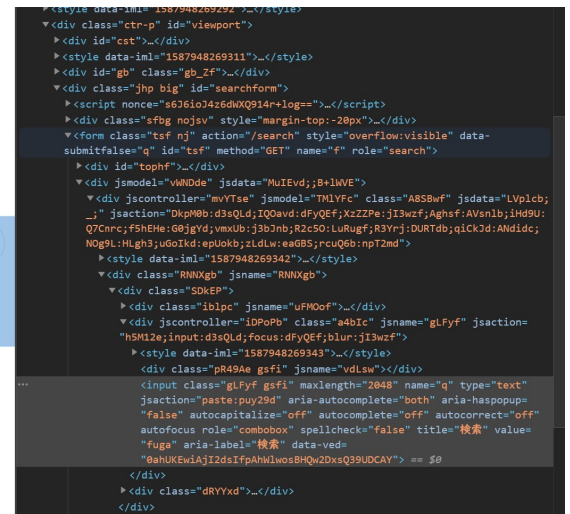 <style data-iml="1587948269292">…</style>
▼<div class="ctr-p" id="viewport">
▶<div id="cst">…</div>
▶<style data-iml="1587948269311">…</style>
▶<div id="gb" class="gb_Zf">…</div>
▼<div class="jhp big" id="searchform">
▶<script nonce="s6J6ioJ4z6dWXQ914r+log==">…</script>
▶<div class="sfbg nojsv" style="margin-top:-20px">…</div>
▼<form class="tsf nj" action="/search" style="overflow:visible" data-
submitfalse="q" id="tsf" method="GET" name="f" role="search">
▶<div id="tophf">…</div>
▼<div jsmodel="vWNDde" jsdata="MuIEvd;;B+lWVE">
▼<div jscontroller="mvYTse" jsmodel="TMlYFc" class="A8SBwf" jsdata="LVplcb;
_;" jsaction="DkpM0b:d3sQLd;IQOavd:dFyQEf;XzZZPe:jI3wzf;Aghsf:AVsnlb;iHd9U:
Q7Cnrc;f5hEHe:G0jgYd;vmxUb:j3bJnb;R2c5O:LuRugf;R3Yrj:DURTdb;qiCkJd:ANdidc;
NOg9L:HLgh3;uGoIkd:epUokb;zLdLw:eaGBS;rcuQ6b:npT2md">
▶<style data-iml="1587948269342">…</style>
▼<div class="RNNXgb" jsname="RNNXgb">
▼<div class="SDkEP">
▶<div class="iblpc" jsname="uFMOof">…</div>
▼<div jscontroller="iDPoPb" class="a4bIc" jsname="gLFyf" jsaction=
"h5M12e;input:d3sQLd;focus:dFyQEf;blur:jI3wzf">
▶<style data-iml="1587948269343">…</style>
<div class="pR49Ae gsfi" jsname="vdLsw"></div>
… <input class="gLFyf gsfi" maxlength="2048" name="q" type="text"
jsaction="paste:puy29d" aria-autocomplete="both" aria-haspopup=
"false" autocapitalize="off" autocomplete="off" autocorrect="off"
autofocus role="combobox" spellcheck="false" title="検索" value=
"fuga" aria-label="検索" data-ved=
"0ahUKEwiAjI2dsIfpAhWlwosBHQw2DxsQ39UDCAY"> == $0
</div>
▶<div class="dRYYxd">…</div>
</div>